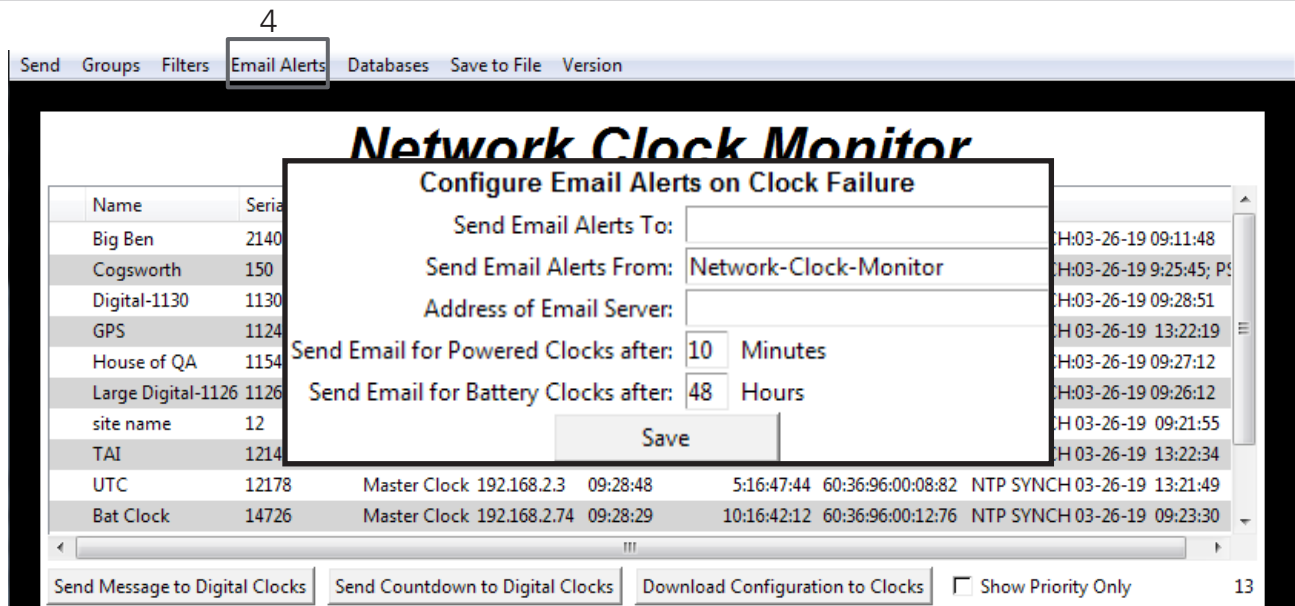 4
Send Groups Filters Email Alerts Databases Save to File Version
Network Clock Monitor
Configure Email Alerts on Clock Failure
Send Email Alerts To:
Send Email Alerts From: Network-Clock-Monitor
Address of Email Server:
Send Email for Powered Clocks after: 10 Minutes
Send Email for Battery Clocks after: 48 Hours
Save
Name Seria
Big Ben 2140 CH:03-26-19 09:11:48
Cogsworth 150 CH:03-26-19 9:25:45; PS
Digital-1130 1130 CH:03-26-19 09:28:51
GPS 1124 CH 03-26-19 13:22:19
House of QA 1154 CH:03-26-19 09:27:12
Large Digital-1126 1126 CH:03-26-19 09:26:12
site name 12 CH 03-26-19 09:21:55
TAI 1214 CH 03-26-19 13:22:34
UTC 12178 Master Clock 192.168.2.3 09:28:48 5:16:47:44 60:36:96:00:08:82 NTP SYNCH 03-26-19 13:21:49
Bat Clock 14726 Master Clock 192.168.2.74 09:28:29 10:16:42:12 60:36:96:00:12:76 NTP SYNCH 03-26-19 09:23:30
Send Message to Digital Clocks Send Countdown to Digital Clocks Download Configuration to Clocks Show Priority Only 13